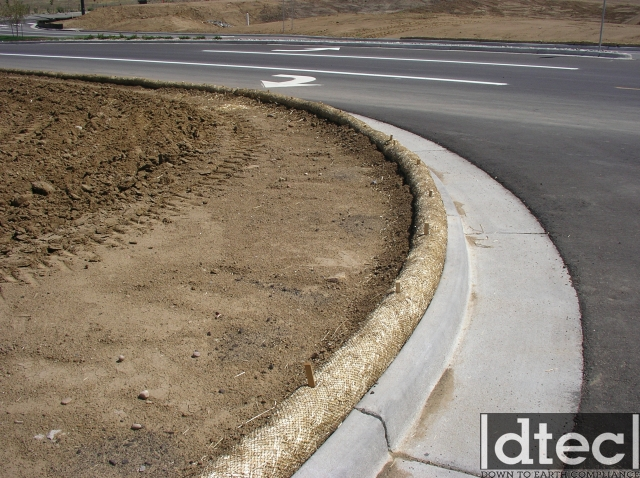 |dtec|
DOWN TO EARTH COMPLIANCE